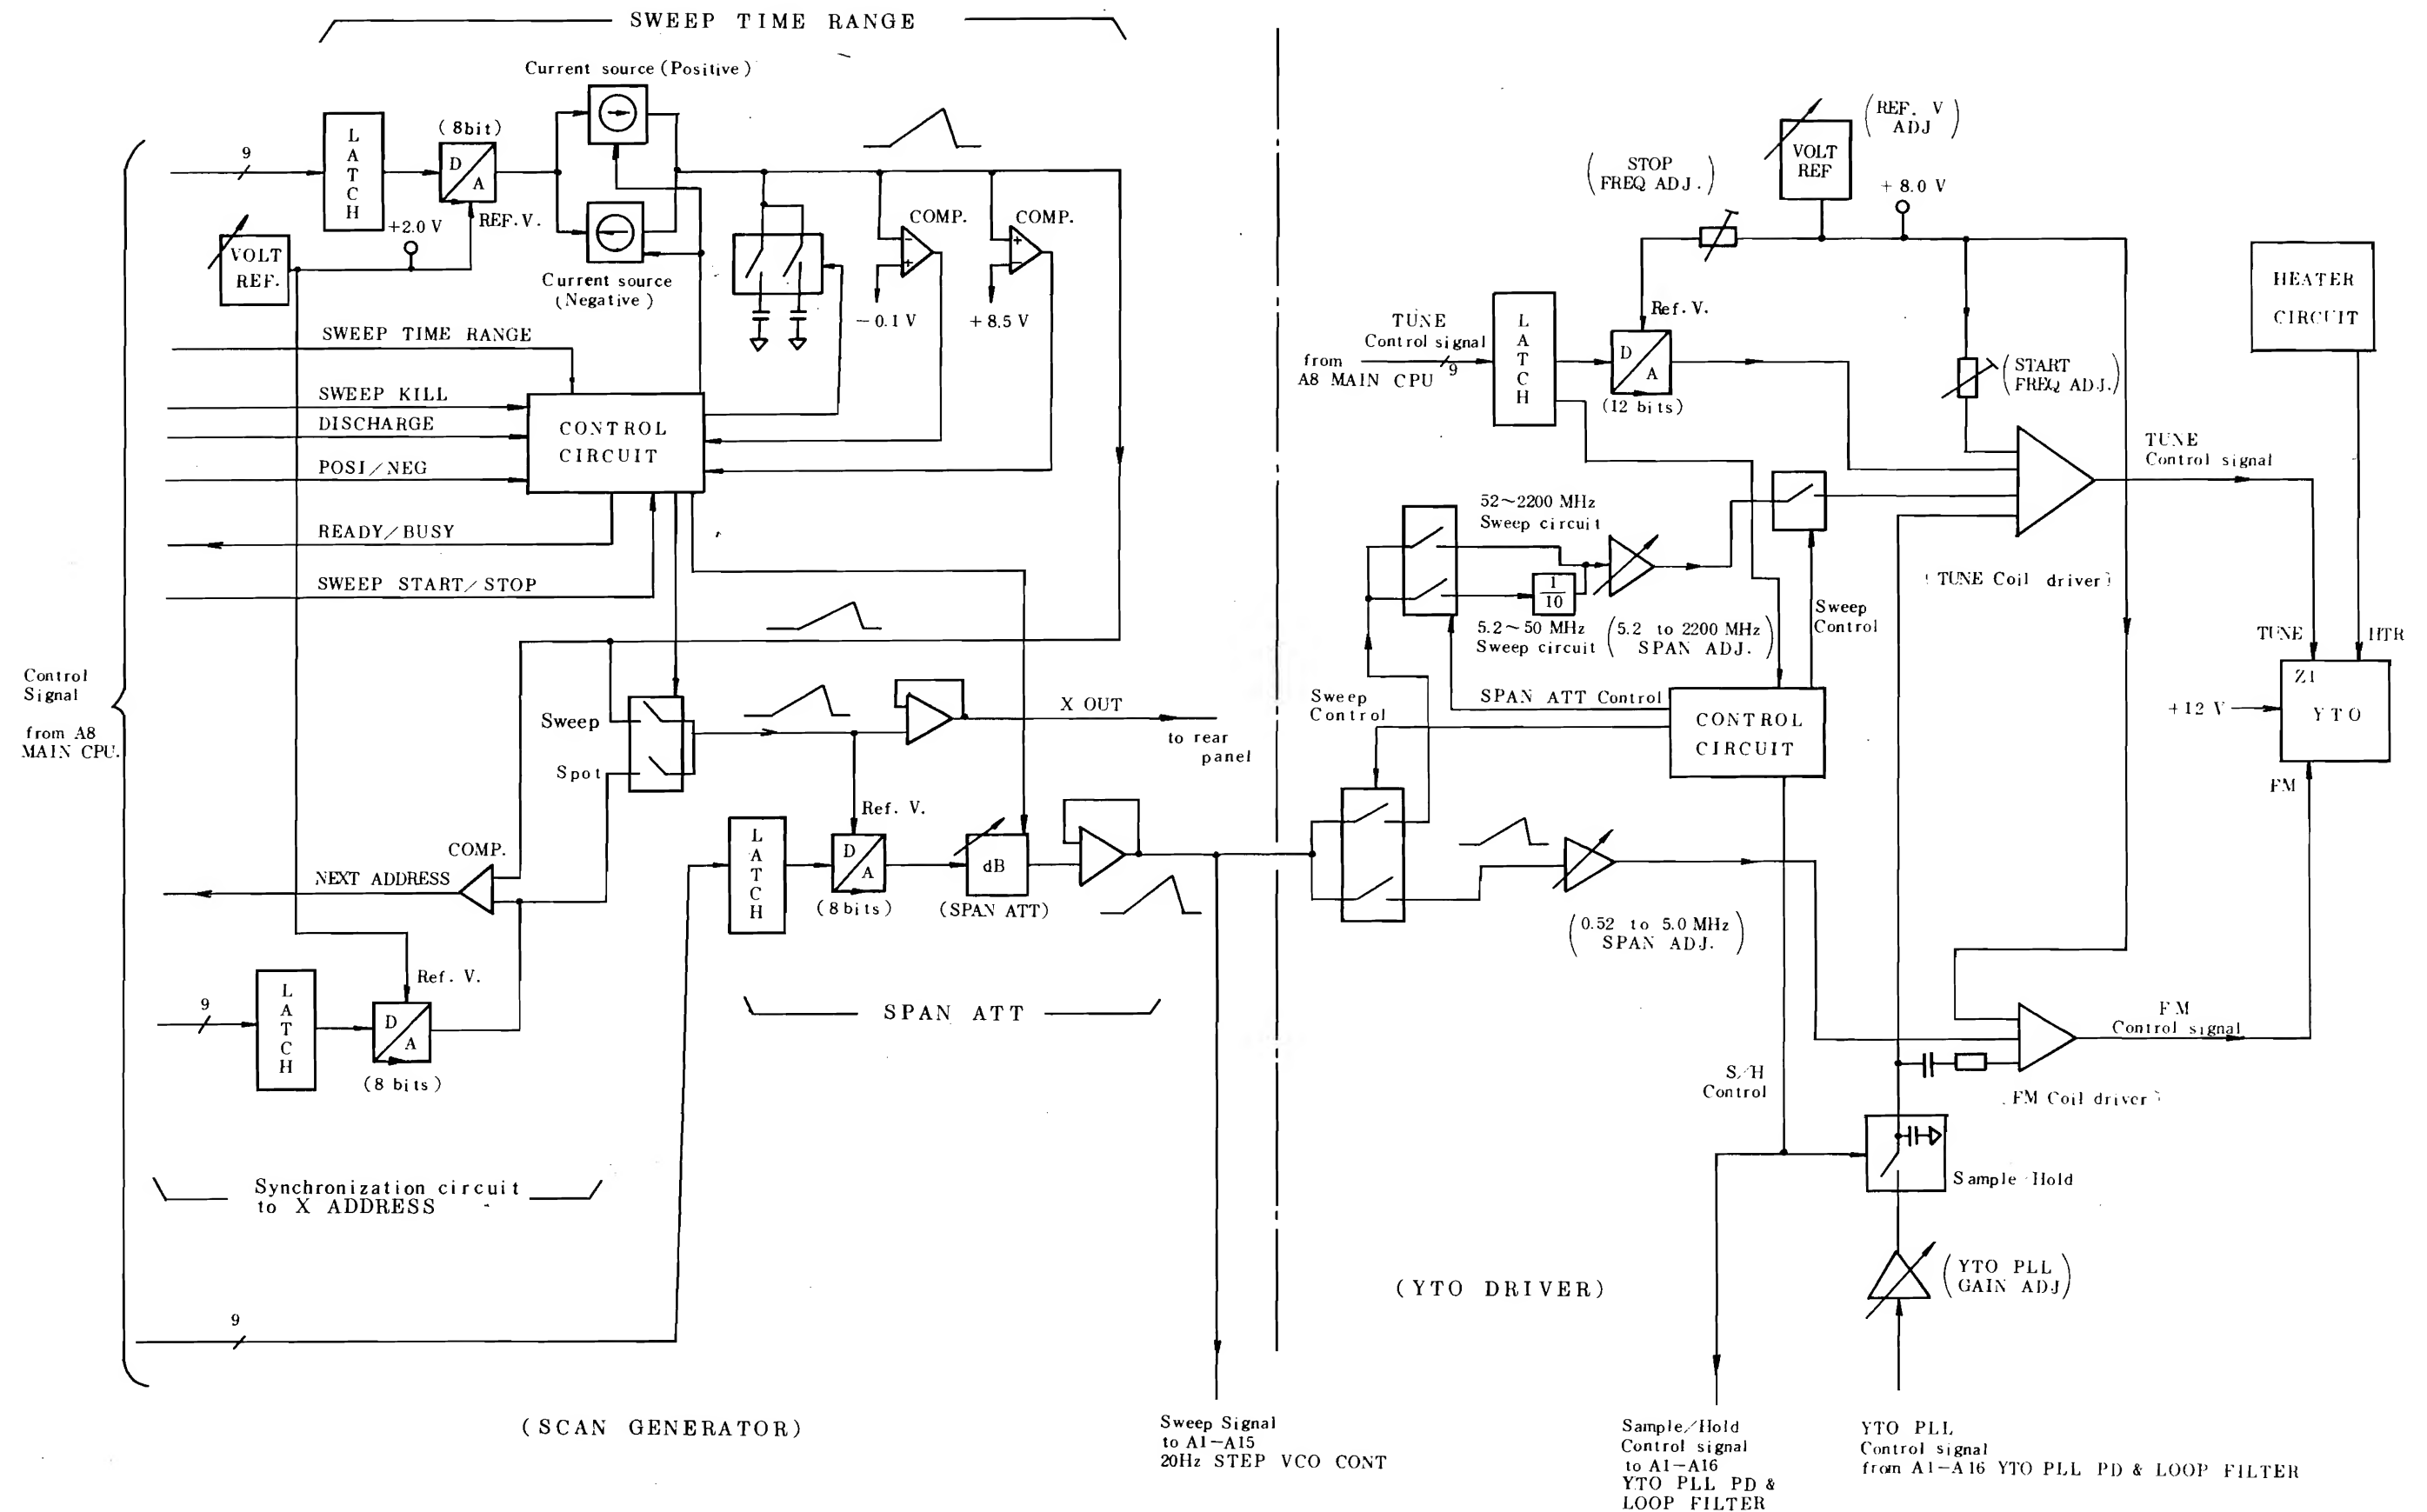 SWEEP TIME RANGE
Current source (Positive)
LATCH
(8bit)
D
A
9
+2.0 V
REF. V.
VOLT
REF.
Current source
(Negative)
COMP.
COMP.
-0.1 V
+8.5 V
SWEEP TIME RANGE
SWEEP KILL
DISCHARGE
POSI/NEG
READY/BUSY
SWEEP START/STOP
CONTROL
CIRCUIT
Control
Signal
from A8
MAIN CPU.
Sweep
Spot
X OUT
to rear
panel
COMP.
NEXT ADDRESS
LATCH
Ref. V.
D
A
(8bits)
dB
(SPAN ATT)
9
LATCH
Ref. V.
D
A
(8 bits)
SPAN ATT
Synchronization circuit
to X ADDRESS
9
(SCAN GENERATOR)
Sweep Signal
to A1-A15
20Hz STEP VCO CONT
(REF. V
ADJ)
VOLT
REF
(STOP
FREQ ADJ.)
+8.0 V
HEATER
CIRCUIT
TUNE
Control signal
from
A8 MAIN CPU
9
LATCH
Ref. V.
D
A
(12 bits)
(START
FREQ ADJ.)
TUNE
Control signal
52~2200 MHz
Sweep circuit
1
10
5.2~50 MHz
Sweep circuit
(5.2 to 2200 MHz
SPAN ADJ.)
(TUNE Coil driver)
Sweep
Control
TUNE
HTR
Sweep
Control
SPAN ATT Control
CONTROL
CIRCUIT
+12 V
Z1
YTO
FM
(0.52 to 5.0 MHz
SPAN ADJ.)
FM
Control signal
S/H
Control
(FM Coil driver)
Sample Hold
(YTO PLL
GAIN ADJ)
(YTO DRIVER)
Sample/Hold
Control signal
to A1-A16
YTO PLL PD &
LOOP FILTER
YTO PLL
Control signal
from A1-A16 YTO PLL PD & LOOP FILTER